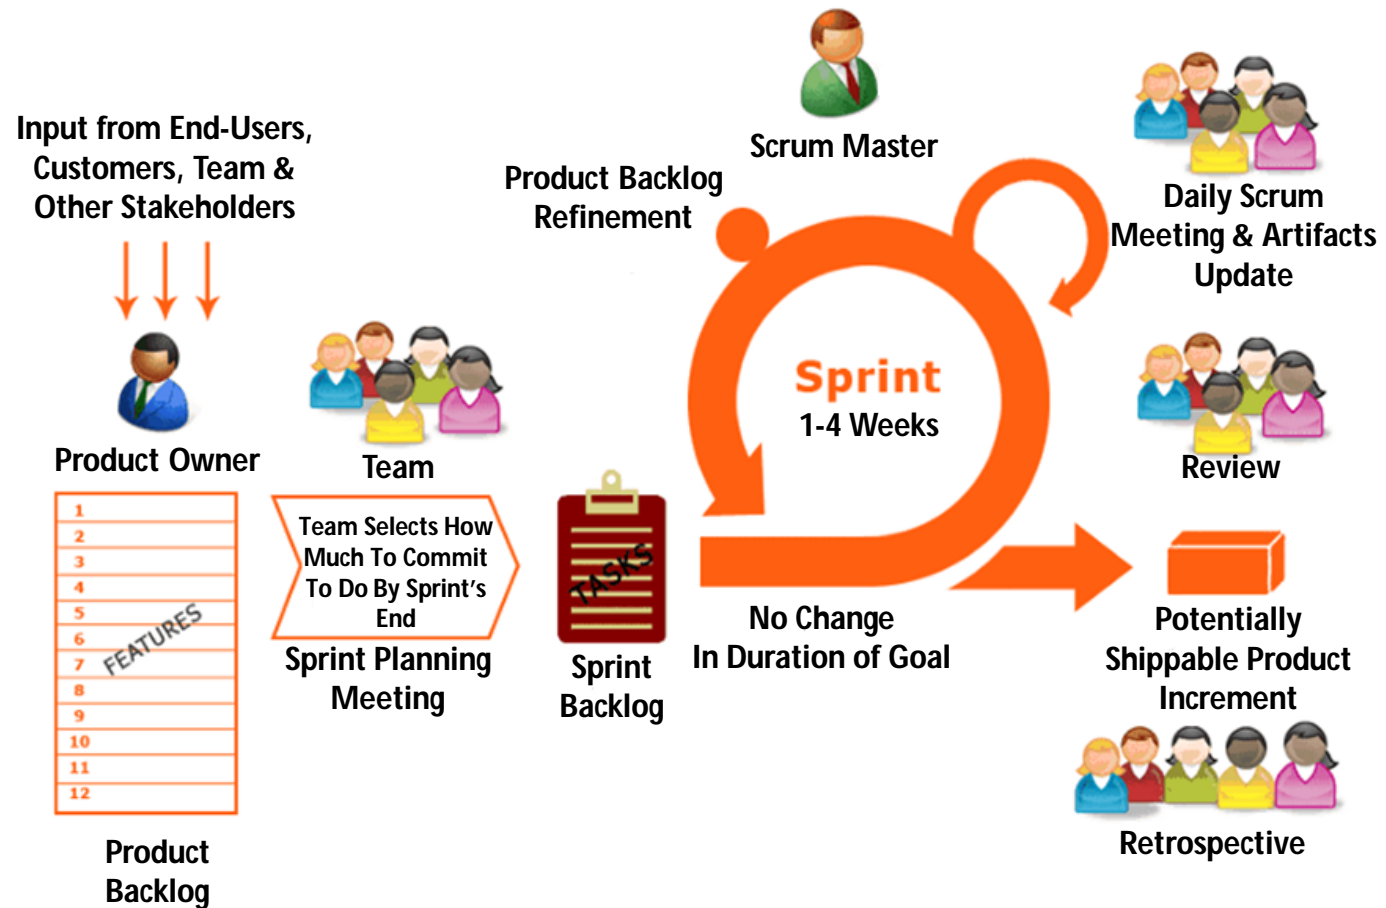 Input from End-Users,
Customers, Team &
Other Stakeholders
Product Owner
1
2
3
4
5
6
7
8
9
10
11
12
FEATURES
Product
Backlog
Team
Team Selects How
Much To Commit
To Do By Sprint's
End
Sprint Planning
Meeting
TASKS
Sprint
Backlog
Product Backlog
Refinement
Scrum Master
Sprint
1-4 Weeks
No Change
In Duration of Goal
Daily Scrum
Meeting & Artifacts
Update
Review
Potentially
Shippable Product
Increment
Retrospective